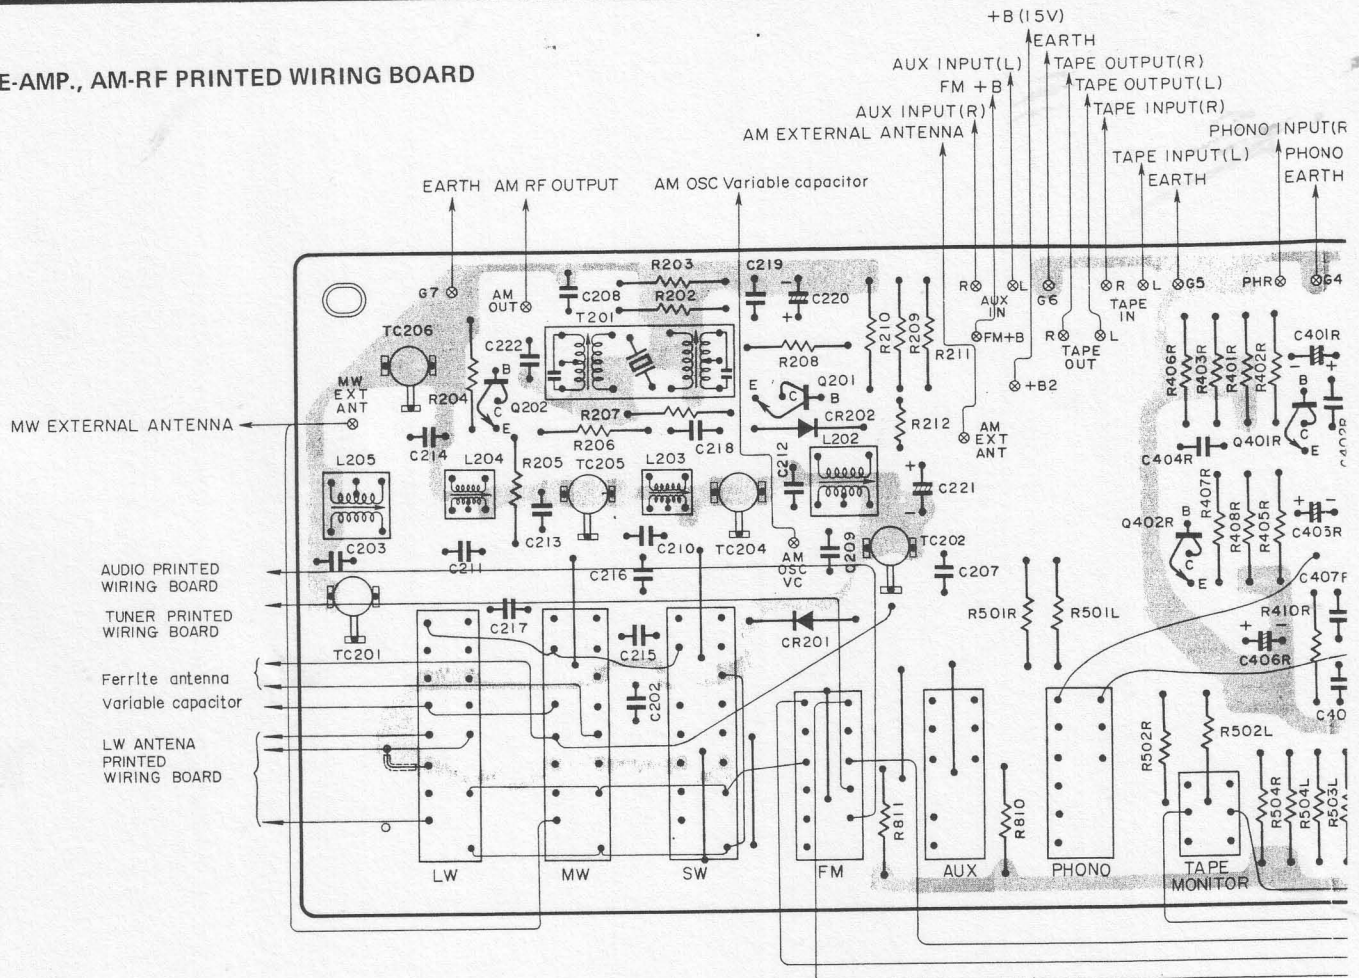 +B (15V)
EARTH
AUX INPUT(L)
TAPE OUTPUT(R)
E-AMP., AM-RF PRINTED WIRING BOARD
FM +B
TAPE OUTPUT(L)
AUX INPUT(R)
TAPE INPUT(R)
AM EXTERNAL ANTENNA
PHONO INPUT(R
TAPE INPUT(L)
PHONO
EARTH
EARTH
EARTH AM RF OUTPUT
AM OSC Variable capacitor
R203
C219
G7
AM
OUT
C208
R202
C220
R
AUX
IN
L
G6
R
TAPE
IN
L
G5
PHR
G4
T201
TC206
C222
R208
R210
R209
R211
FM+B
R
TAPE
OUT
L
C401R
R406R
R403R
R401R
R402R
MW
EXT
ANT
R204
B
C
E
Q202
E
C
B
Q201
+B2
B
C
E
Q401R
C402R
R207
CR202
R212
MW EXTERNAL ANTENNA
C214
R206
C218
L202
AM
EXT
ANT
C404R
L205
L204
R205
TC205
L203
C212
C221
R407R
R408R
R405R
C405R
Q402R
B
C
E
C203
C211
C213
C210
TC204
AM
OSC
VC
C209
TC202
AUDIO PRINTED
WIRING BOARD
C216
C207
C407R
TUNER PRINTED
WIRING BOARD
C217
R501R
R501L
R410R
TC201
C215
CR201
C406R
Ferrite antenna
Variable capacitor
C202
C40
LW ANTENA
PRINTED
WIRING BOARD
R502R
R502L
R811
R810
R504R
R504L
R503L
LW
MW
SW
FM
AUX
PHONO
TAPE
MONITOR